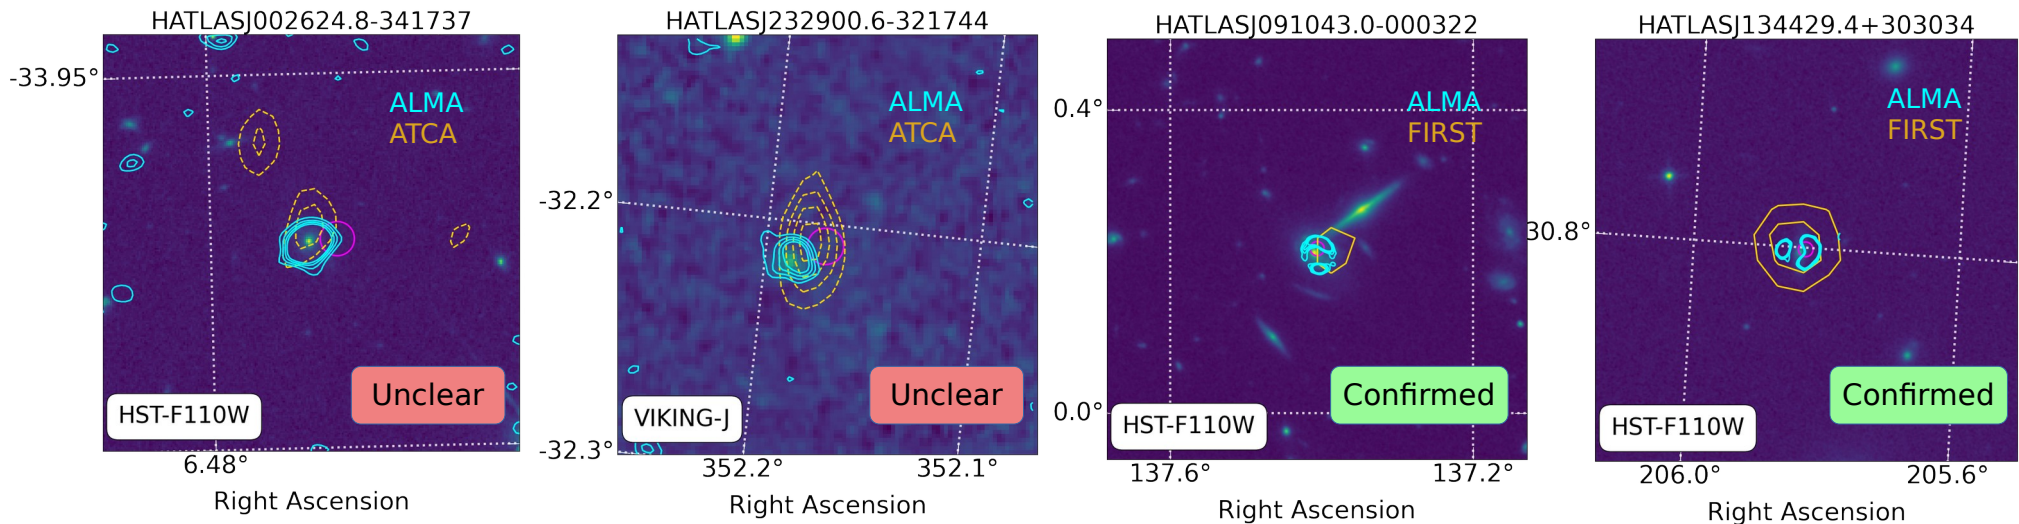 HATLASJ002624.8-341737
-33.95°
ALMA
ATCA
Unclear
HST-F110W
6.48°
Right Ascension
HATLASJ232900.6-321744
-32.2°
ALMA
ATCA
Unclear
VIKING-J
-32.3°
352.2°
352.1°
Right Ascension
HATLASJ091043.0-000322
0.4°
ALMA
FIRST
Confirmed
HST-F110W
0.0°
137.6°
137.2°
Right Ascension
HATLASJ134429.4+303034
30.8°
ALMA
FIRST
Confirmed
HST-F110W
206.0°
205.6°
Right Ascension